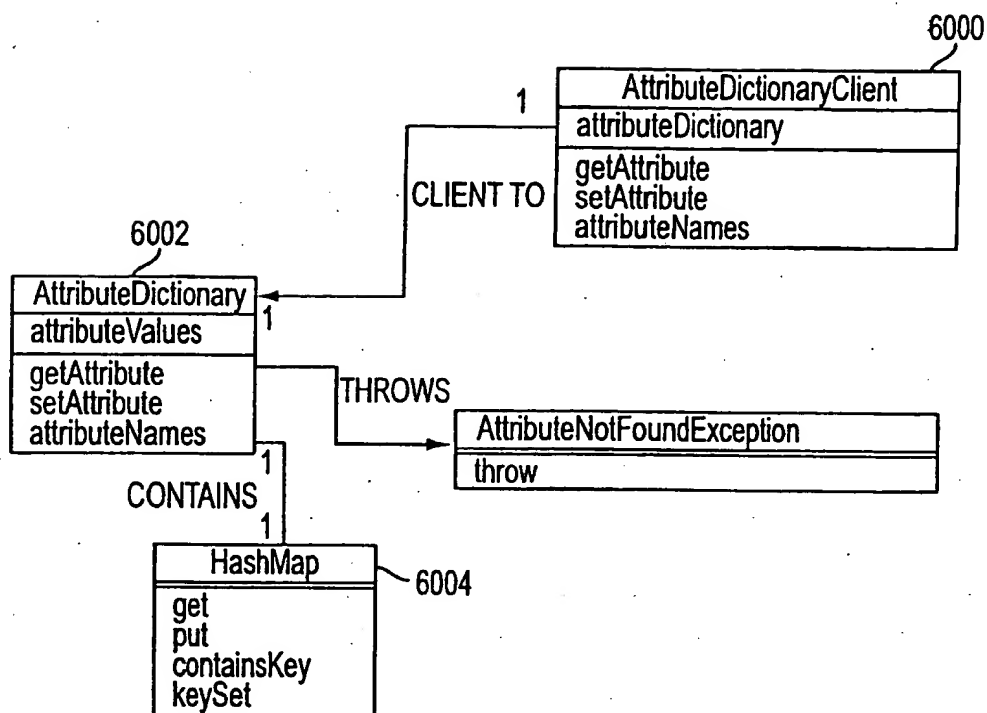 6000
AttributeDictionaryClient
attributeDictionary
getAttribute
setAttribute
attributeNames
1
CLIENT TO
6002
AttributeDictionary
attributeValues
getAttribute
setAttribute
attributeNames
1
THROWS
AttributeNotFoundException
throw
1
CONTAINS
1
HashMap
6004
get
put
containsKey
keySet